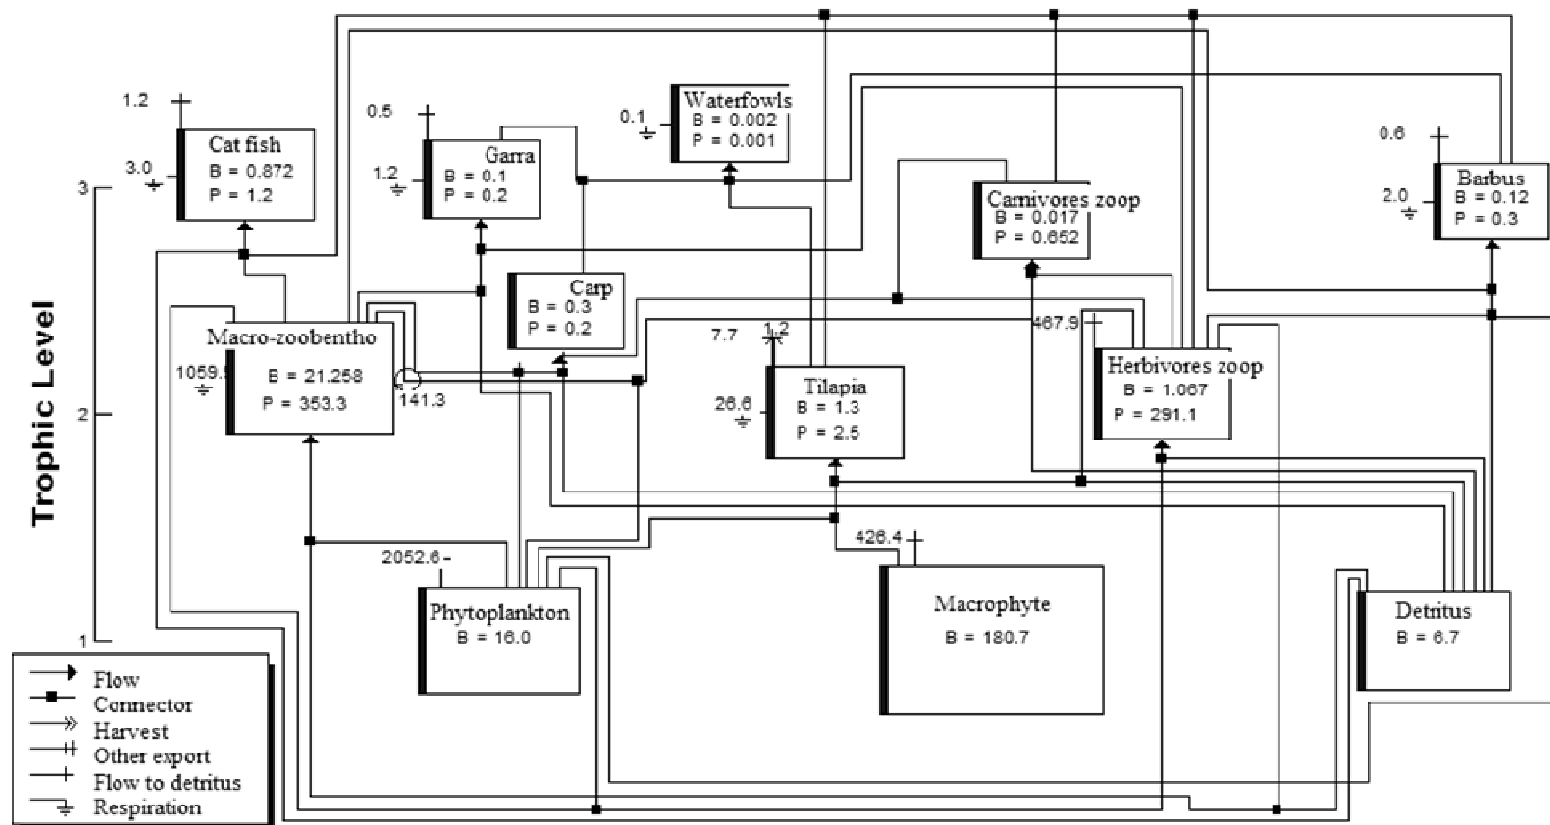 Trophic Level
3
2
1
1.2
3.0
Cat fish
B = 0.872
P = 1.2
0.5
1.2
Garra
B = 0.1
P = 0.2
0.1
Waterfowls
B = 0.002
P = 0.001
Carnivores zoop
B = 0.017
P = 0.652
0.6
2.0
Barbus
B = 0.12
P = 0.3
Carp
B = 0.3
P = 0.2
Macro-zoobentho
B = 21.258
P = 353.3
141.3
7.7
1.2
26.6
Tilapia
B = 1.3
P = 2.5
467.9
Herbivores zoop
B = 1.067
P = 291.1
2052.6
Phytoplankton
B = 16.0
426.4
Macrophyte
B = 180.7
Detritus
B = 6.7
Flow
Connector
Harvest
Other export
Flow to detritus
Respiration